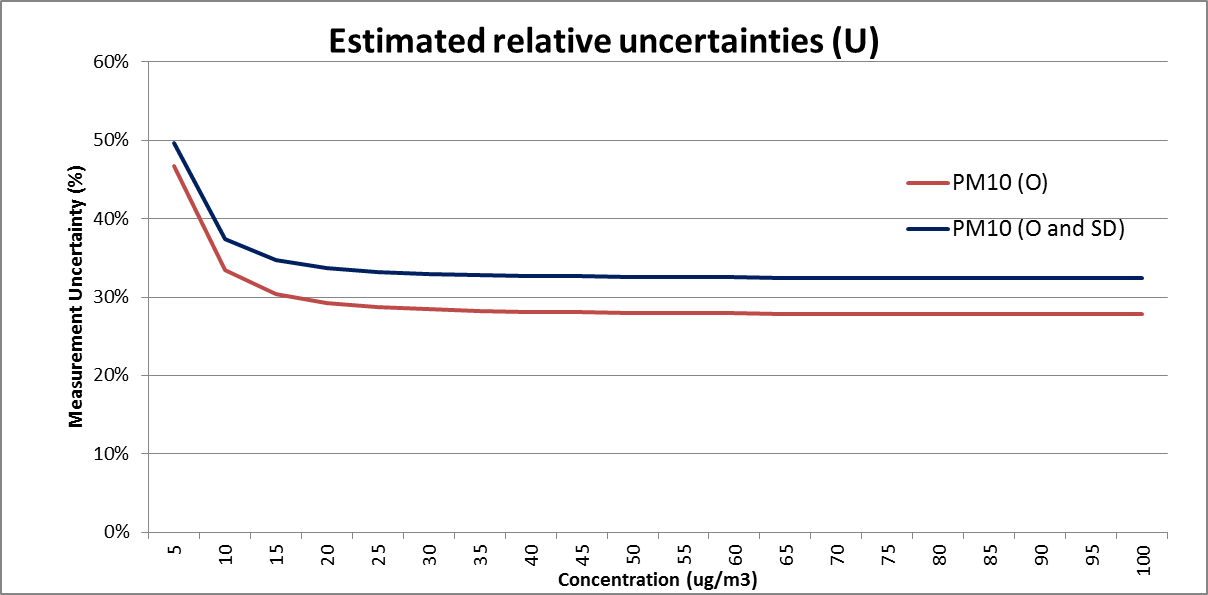 Estimated relative uncertainties (U)
60%
50%
40%
30%
20%
10%
0%
Measurement Uncertainty (%)
PM10 (O)
PM10 (O and SD)
5 10 15 20 25 30 35 40 45 50 55 60 65 70 75 80 85 90 95 100
Concentration (ug/m3)